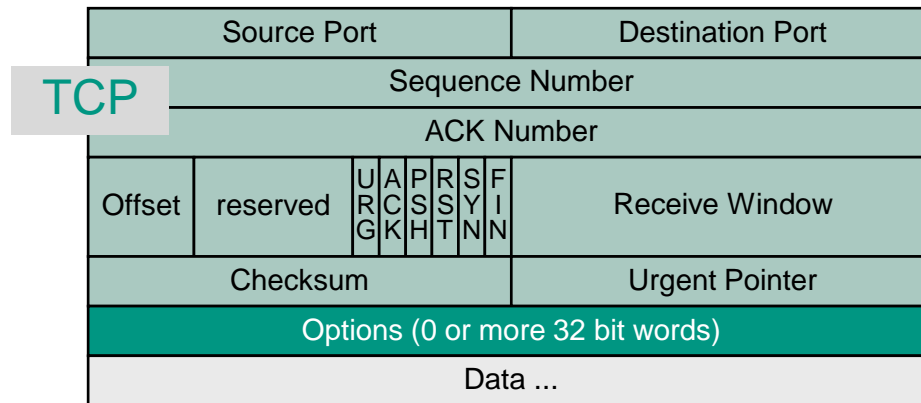 Source Port Destination Port
TCP
Sequence Number
ACK Number
Offset reserved URG ACK PSH RST SYN FIN Receive Window
Checksum Urgent Pointer
Options (0 or more 32 bit words)
Data ...